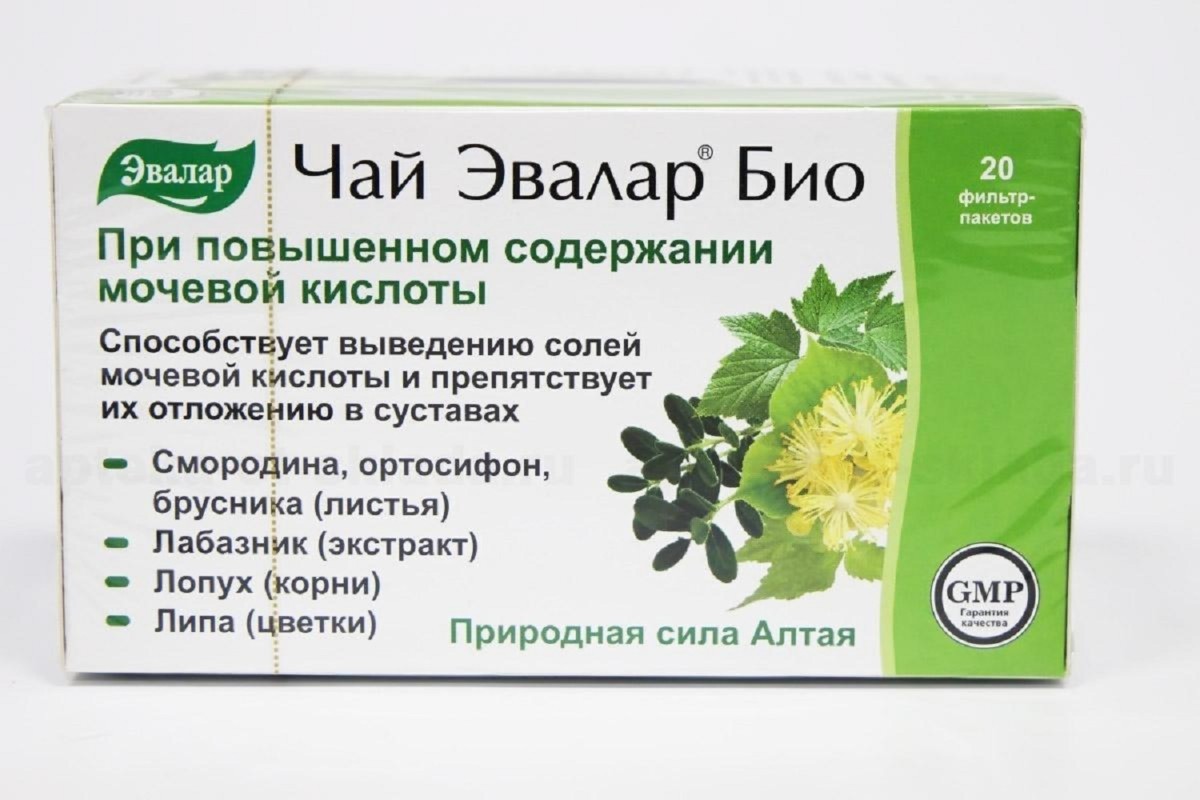 Эвалар
Чай Эвалар® Био
20
фильтр-
пакетов
При повышенном содержании
мочевой кислоты
Способствует выведению солей
мочевой кислоты и препятствует
их отложению в суставах
Смородина, ортосифон,
брусника (листья)
Лабазник (экстракт)
Лопух (корни)
Липа (цветки)
Природная сила Алтая
GMP
Гарантия
качества